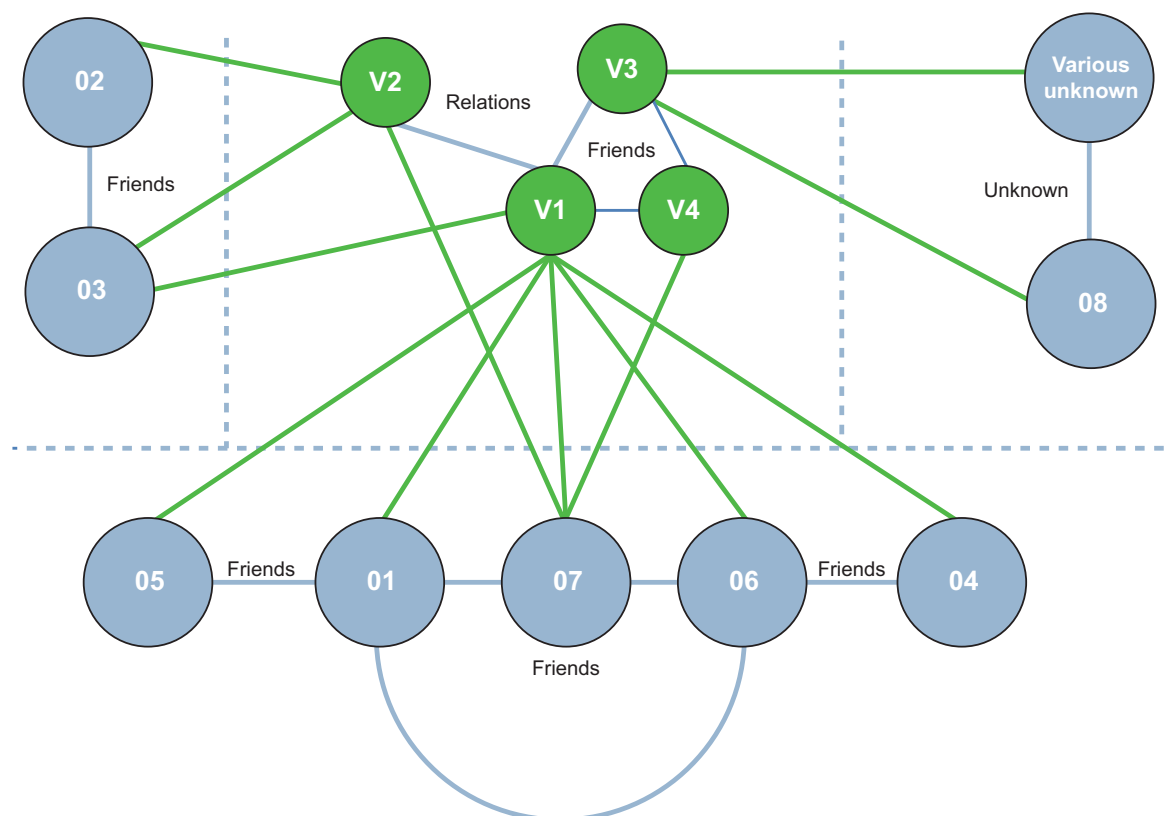 02
V2
V3
Various
unknown
Relations
Friends
Friends
Unknown
V1
V4
03
08
05
Friends
01
07
06
Friends
04
Friends